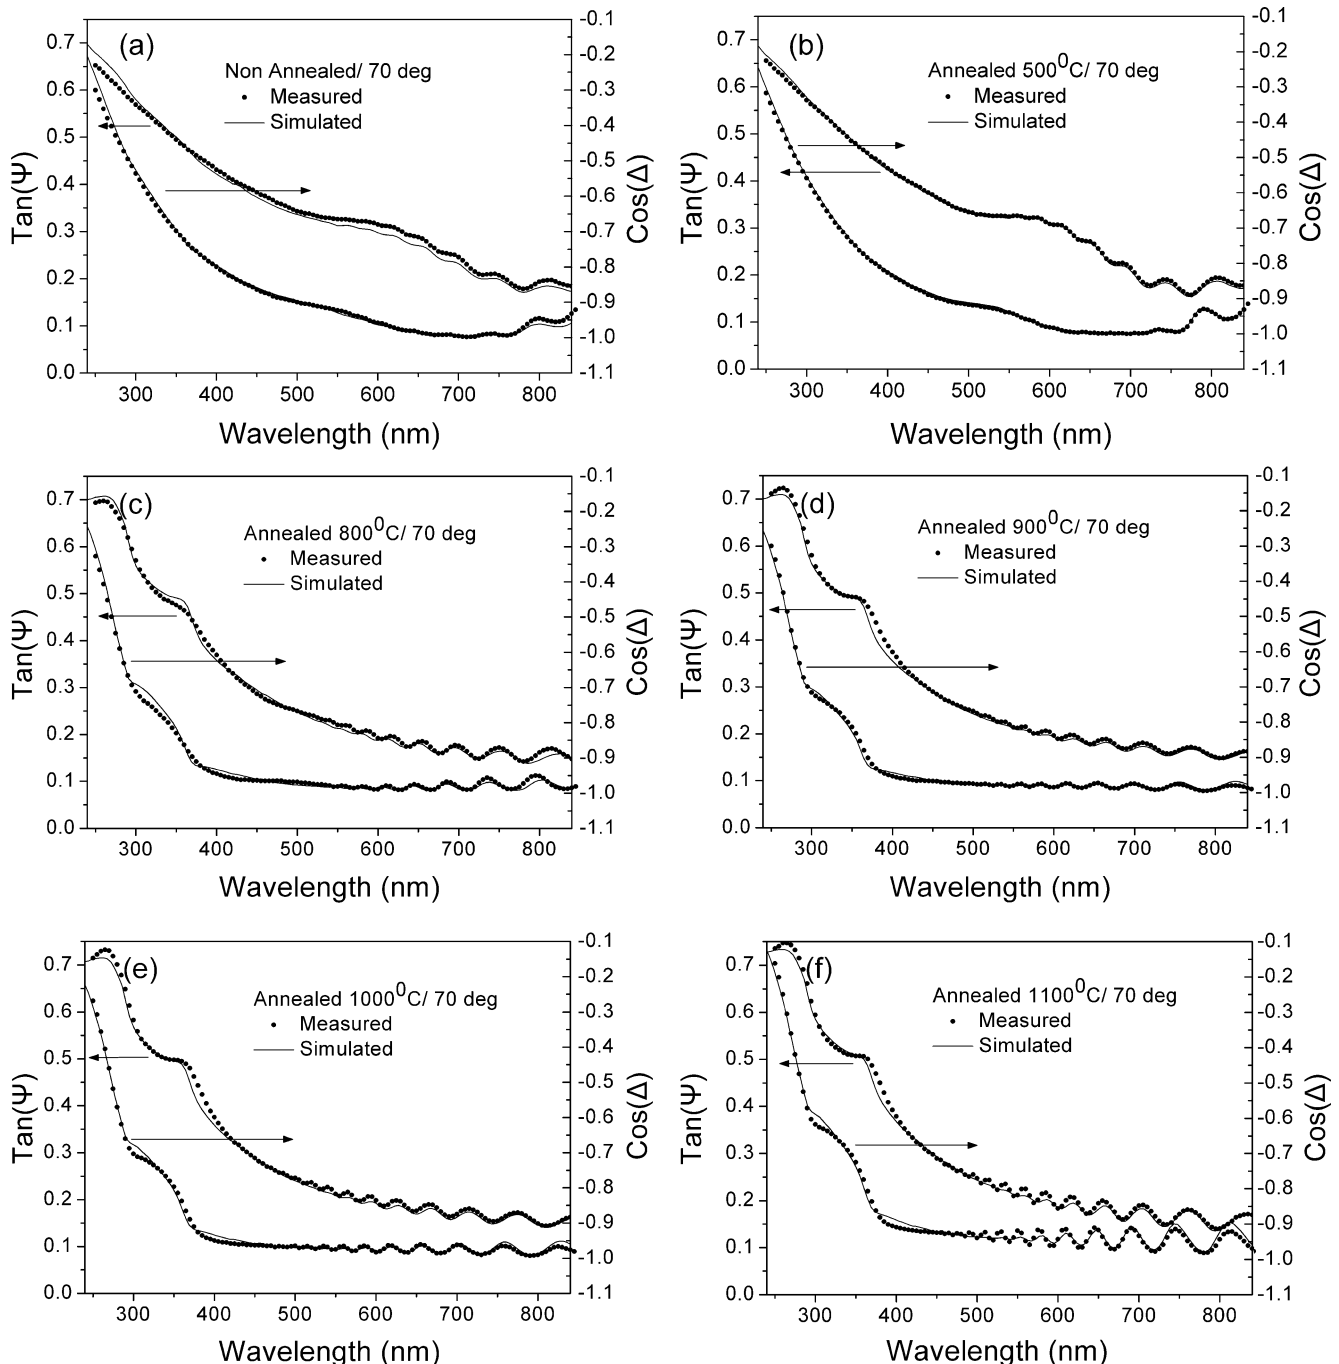 (a)
Non Annealed/ 70 deg
Measured
Simulated
0.7
0.6
0.5
0.4
0.3
0.2
0.1
0.0
Tan(Ψ)
-0.1
-0.2
-0.3
-0.4
-0.5
-0.6
-0.7
-0.8
-0.9
-1.0
-1.1
Cos(Δ)
300 400 500 600 700 800
Wavelength (nm)
(b)
Annealed 500⁰C/ 70 deg
Measured
Simulated
0.7
0.6
0.5
0.4
0.3
0.2
0.1
0.0
Tan(Ψ)
-0.1
-0.2
-0.3
-0.4
-0.5
-0.6
-0.7
-0.8
-0.9
-1.0
-1.1
Cos(Δ)
300 400 500 600 700 800
Wavelength (nm)
(c)
Annealed 800⁰C/ 70 deg
Measured
Simulated
0.7
0.6
0.5
0.4
0.3
0.2
0.1
0.0
Tan(Ψ)
-0.1
-0.2
-0.3
-0.4
-0.5
-0.6
-0.7
-0.8
-0.9
-1.0
-1.1
Cos(Δ)
300 400 500 600 700 800
Wavelength (nm)
(d)
Annealed 900⁰C/ 70 deg
Measured
Simulated
0.7
0.6
0.5
0.4
0.3
0.2
0.1
0.0
Tan(Ψ)
-0.1
-0.2
-0.3
-0.4
-0.5
-0.6
-0.7
-0.8
-0.9
-1.0
-1.1
Cos(Δ)
300 400 500 600 700 800
Wavelength (nm)
(e)
Annealed 1000⁰C/ 70 deg
Measured
Simulated
0.7
0.6
0.5
0.4
0.3
0.2
0.1
0.0
Tan(Ψ)
-0.1
-0.2
-0.3
-0.4
-0.5
-0.6
-0.7
-0.8
-0.9
-1.0
-1.1
Cos(Δ)
300 400 500 600 700 800
Wavelength (nm)
(f)
Annealed 1100⁰C/ 70 deg
Measured
Simulated
0.7
0.6
0.5
0.4
0.3
0.2
0.1
0.0
Tan(Ψ)
-0.1
-0.2
-0.3
-0.4
-0.5
-0.6
-0.7
-0.8
-0.9
-1.0
-1.1
Cos(Δ)
300 400 500 600 700 800
Wavelength (nm)